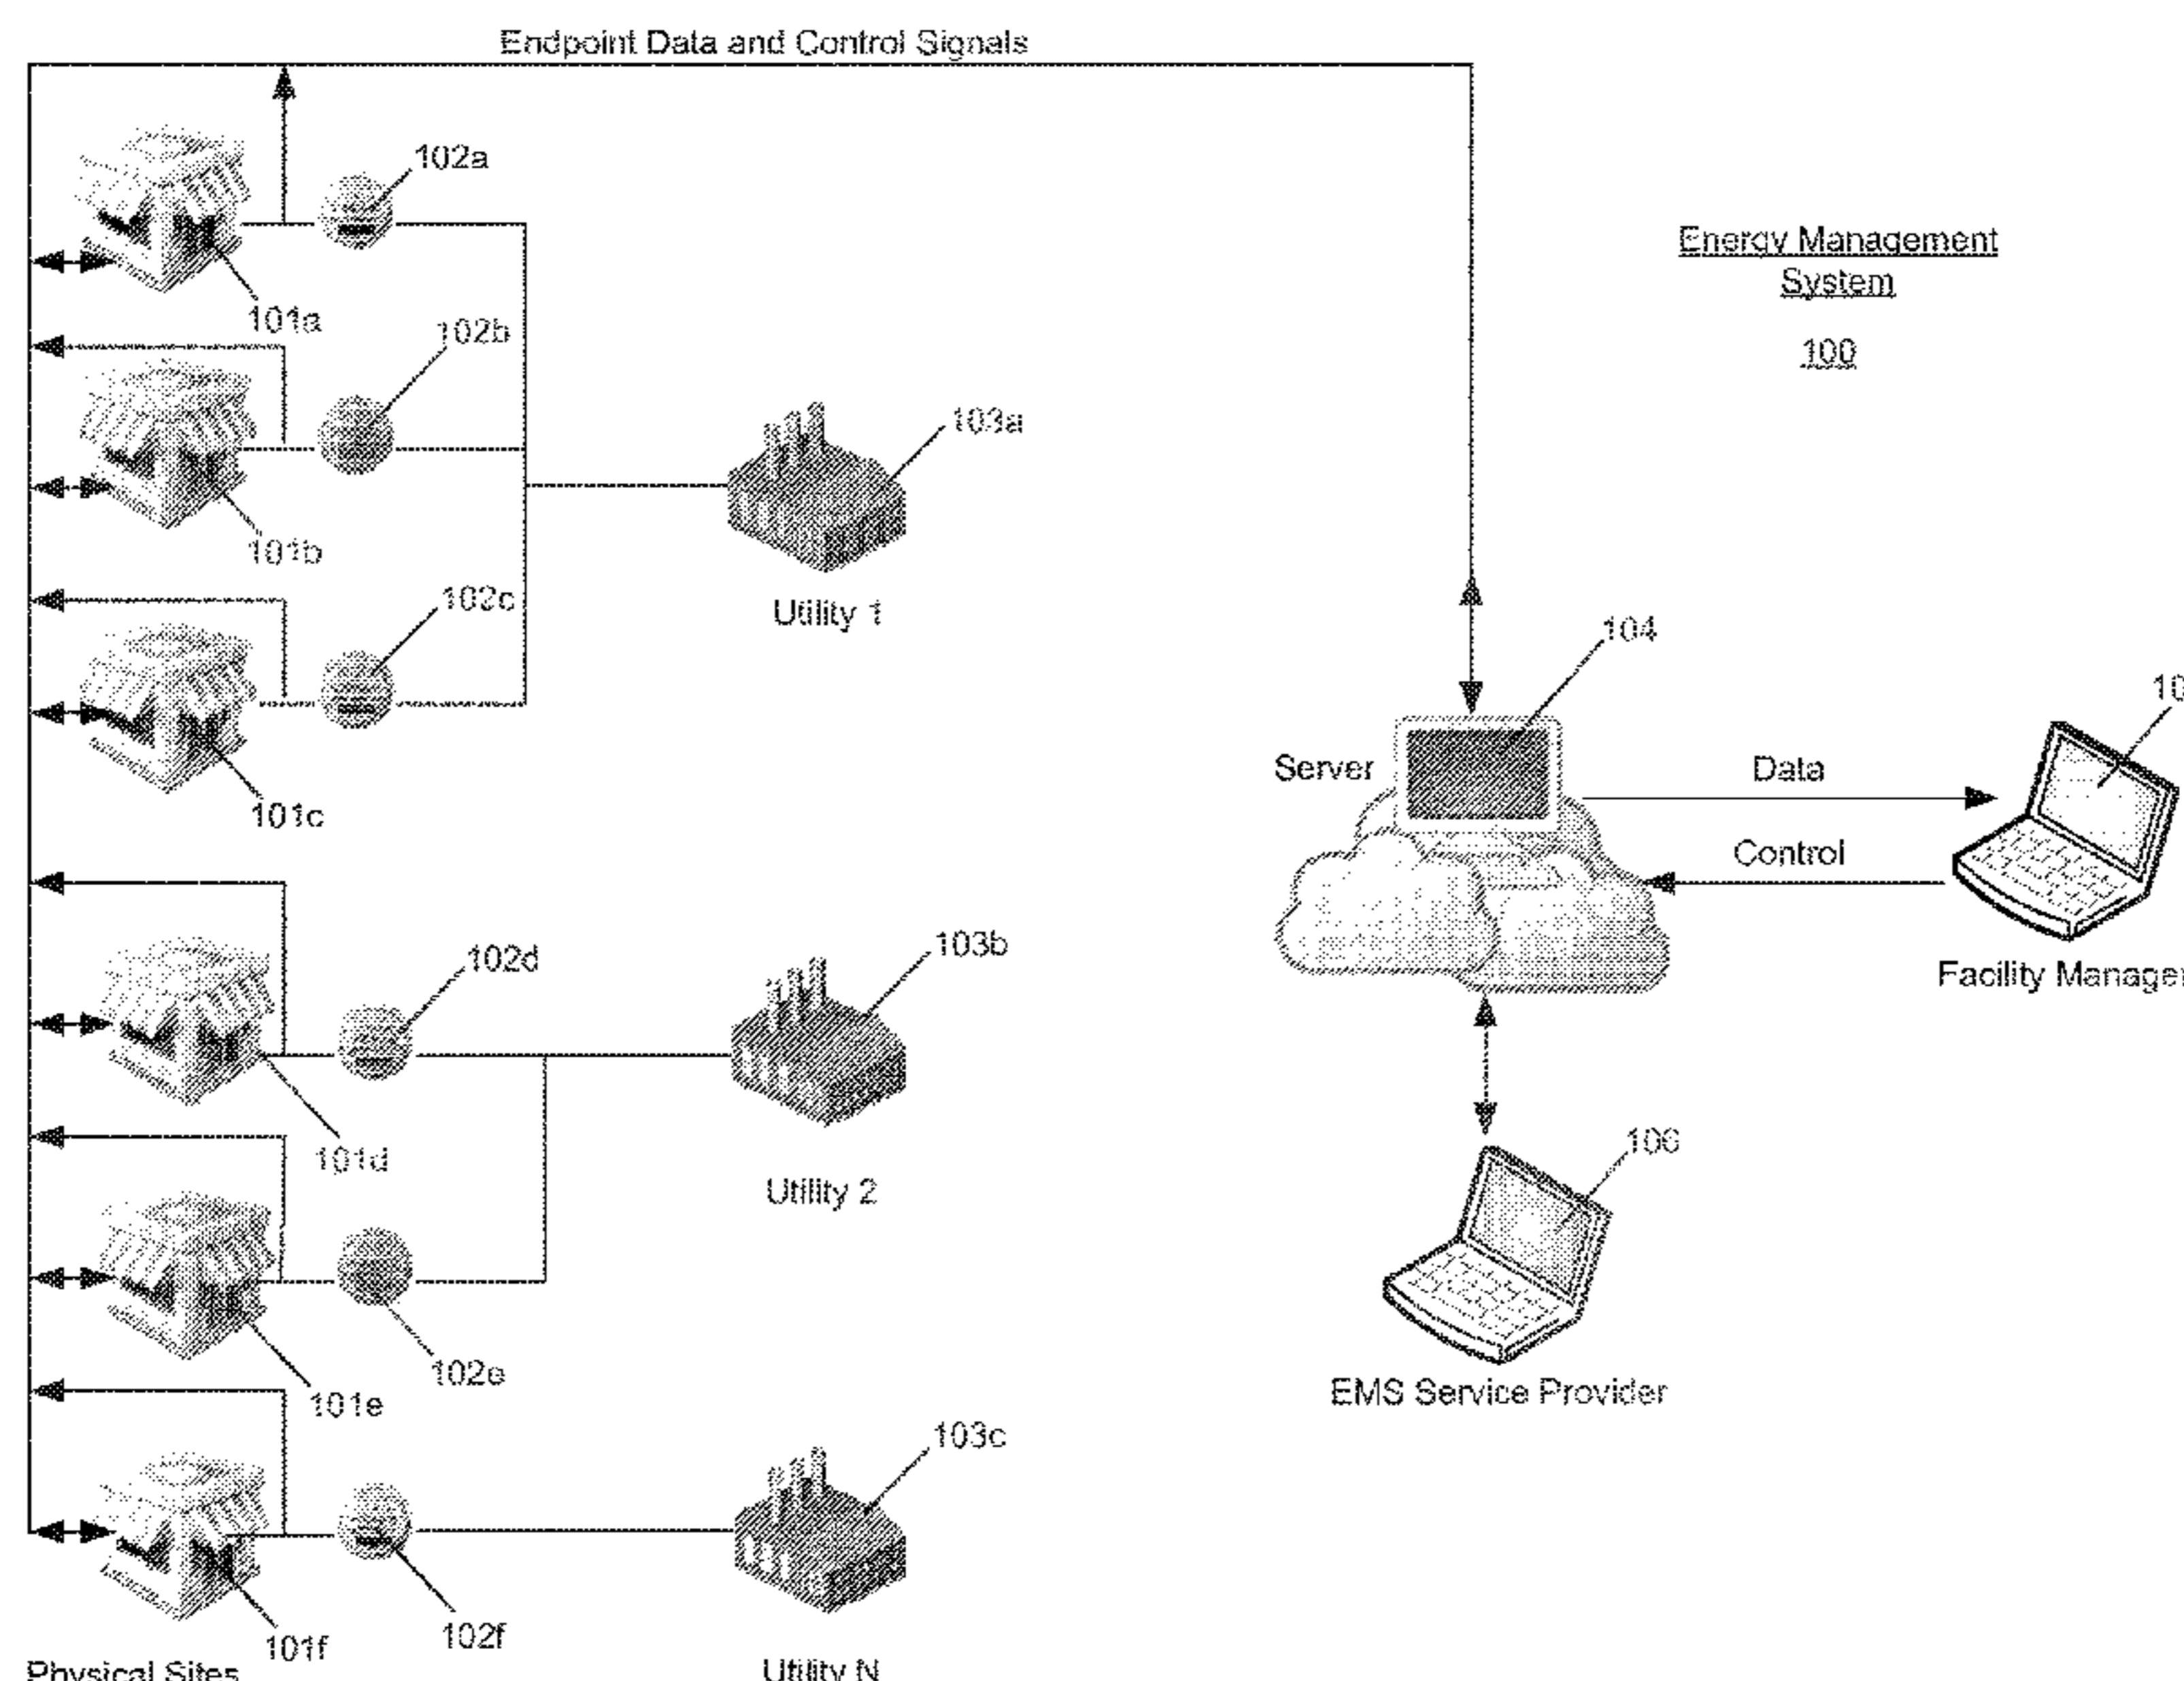 Endpoint Data and Control Signals
102a
Energy Management
System
100
101a
102b
103a
101b
102c
Utility 1
104
10
Server
Data
101c
Control
102d
103b
Facility Manager
101d
106
Utility 2
102e
101e
EMS Service Provider
103c
102f
101f
Physical Sites
Utility N